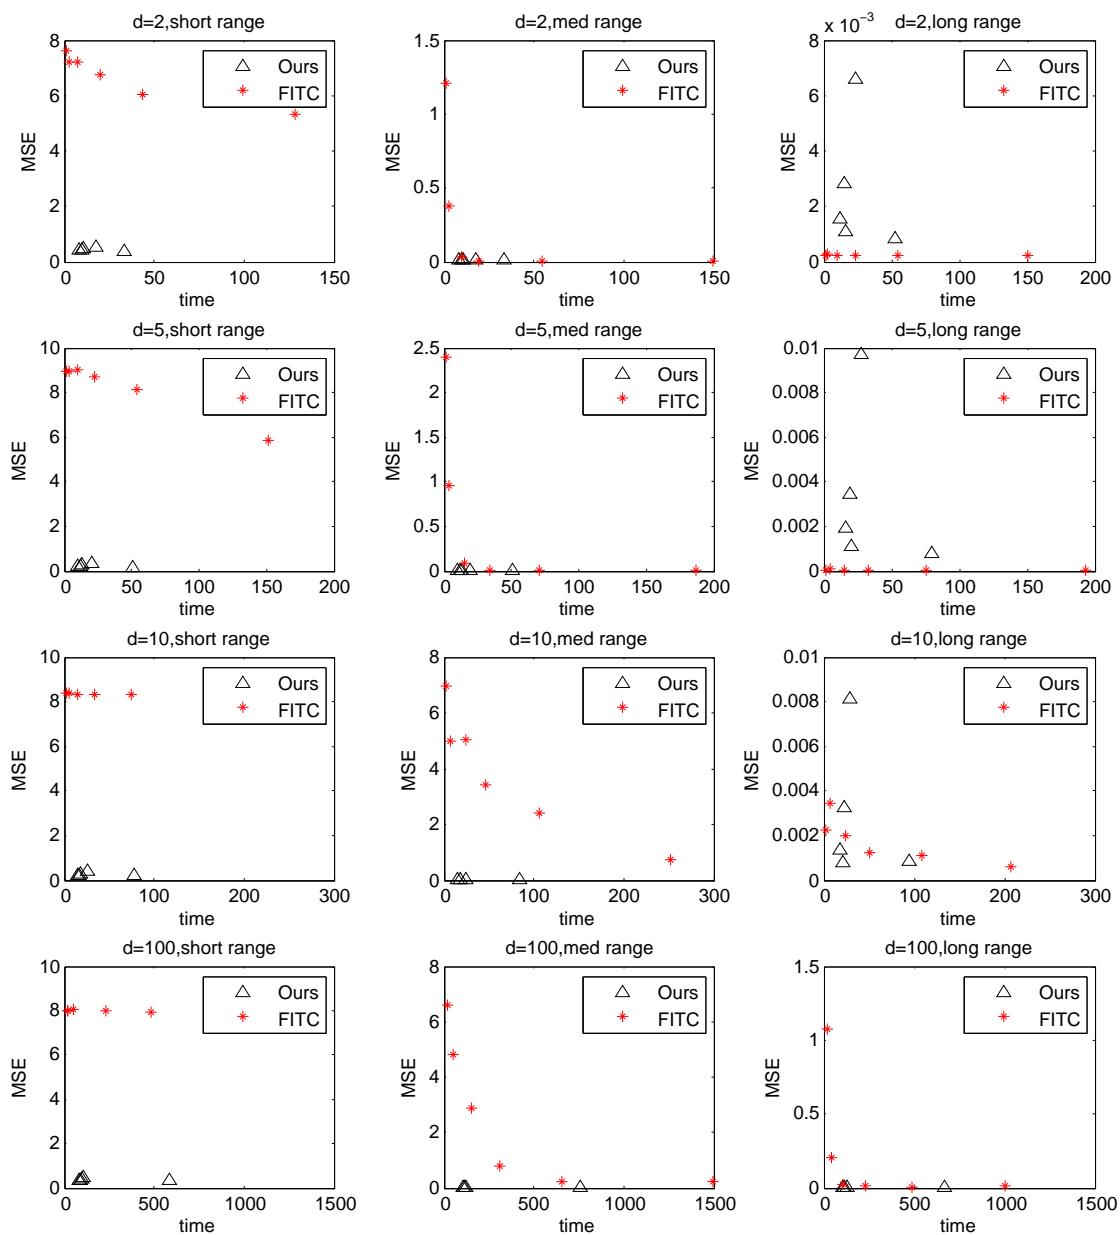 d=2,short range
8
6
4
2
0
MSE
0 50 100 150
time
Ours
FITC
d=2,med range
1.5
1
0.5
0
MSE
0 50 100 150
time
Ours
FITC
x 10⁻³
d=2,long range
8
6
4
2
0
MSE
0 50 100 150 200
time
Ours
FITC
d=5,short range
10
8
6
4
2
0
MSE
0 50 100 150 200
time
Ours
FITC
d=5,med range
2.5
2
1.5
1
0.5
0
MSE
0 50 100 150 200
time
Ours
FITC
d=5,long range
0.01
0.008
0.006
0.004
0.002
0
MSE
0 50 100 150 200
time
Ours
FITC
d=10,short range
10
8
6
4
2
0
MSE
0 100 200 300
time
Ours
FITC
d=10,med range
8
6
4
2
0
MSE
0 100 200 300
time
Ours
FITC
d=10,long range
0.01
0.008
0.006
0.004
0.002
0
MSE
0 100 200 300
time
Ours
FITC
d=100,short range
10
8
6
4
2
0
MSE
0 500 1000 1500
time
Ours
FITC
d=100,med range
8
6
4
2
0
MSE
0 500 1000 1500
time
Ours
FITC
d=100,long range
1.5
1
0.5
0
MSE
0 500 1000 1500
time
Ours
FITC